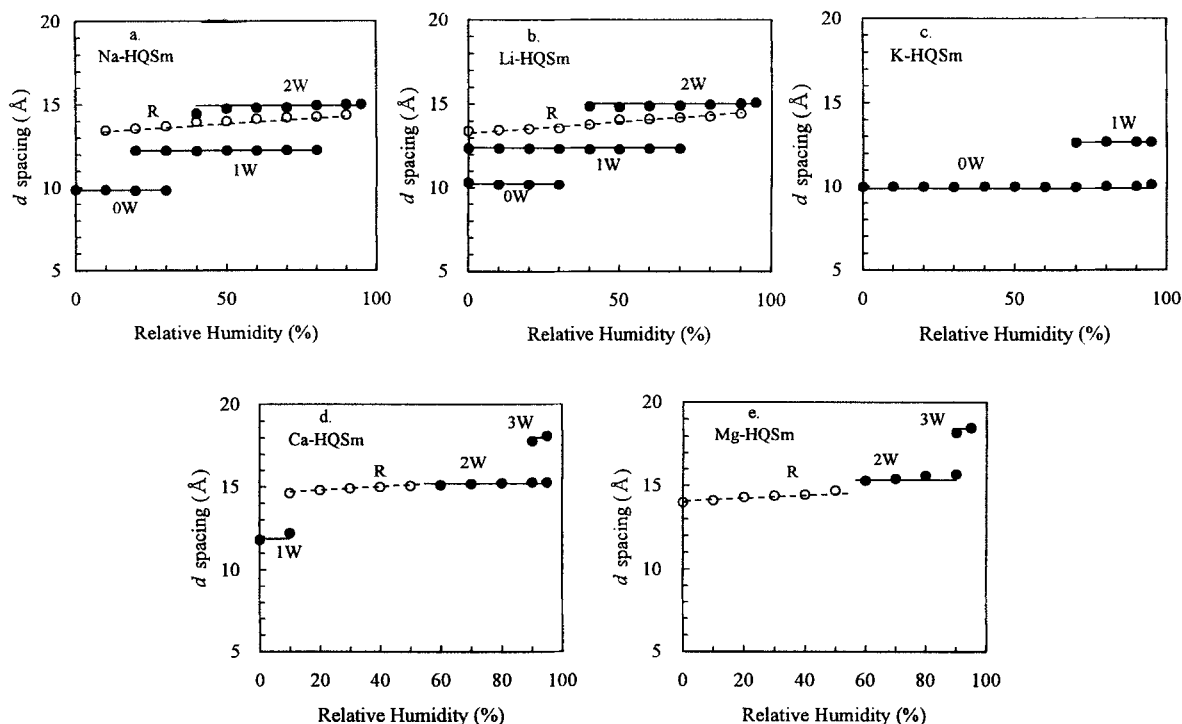 a.
Na-HQSm
d spacing (Å)
20
15
10
5
R
2W
1W
0W
0
50
100
Relative Humidity (%)
b.
Li-HQSm
d spacing (Å)
20
15
10
5
R
2W
1W
0W
0
50
100
Relative Humidity (%)
c.
K-HQSm
d spacing (Å)
20
15
10
5
1W
0W
0
50
100
Relative Humidity (%)
d.
Ca-HQSm
d spacing (Å)
20
15
10
5
3W
R
2W
1W
0
20
40
60
80
100
Relative Humidity (%)
e.
Mg-HQSm
d spacing (Å)
20
15
10
5
3W
R
2W
0
20
40
60
80
100
Relative Humidity (%)